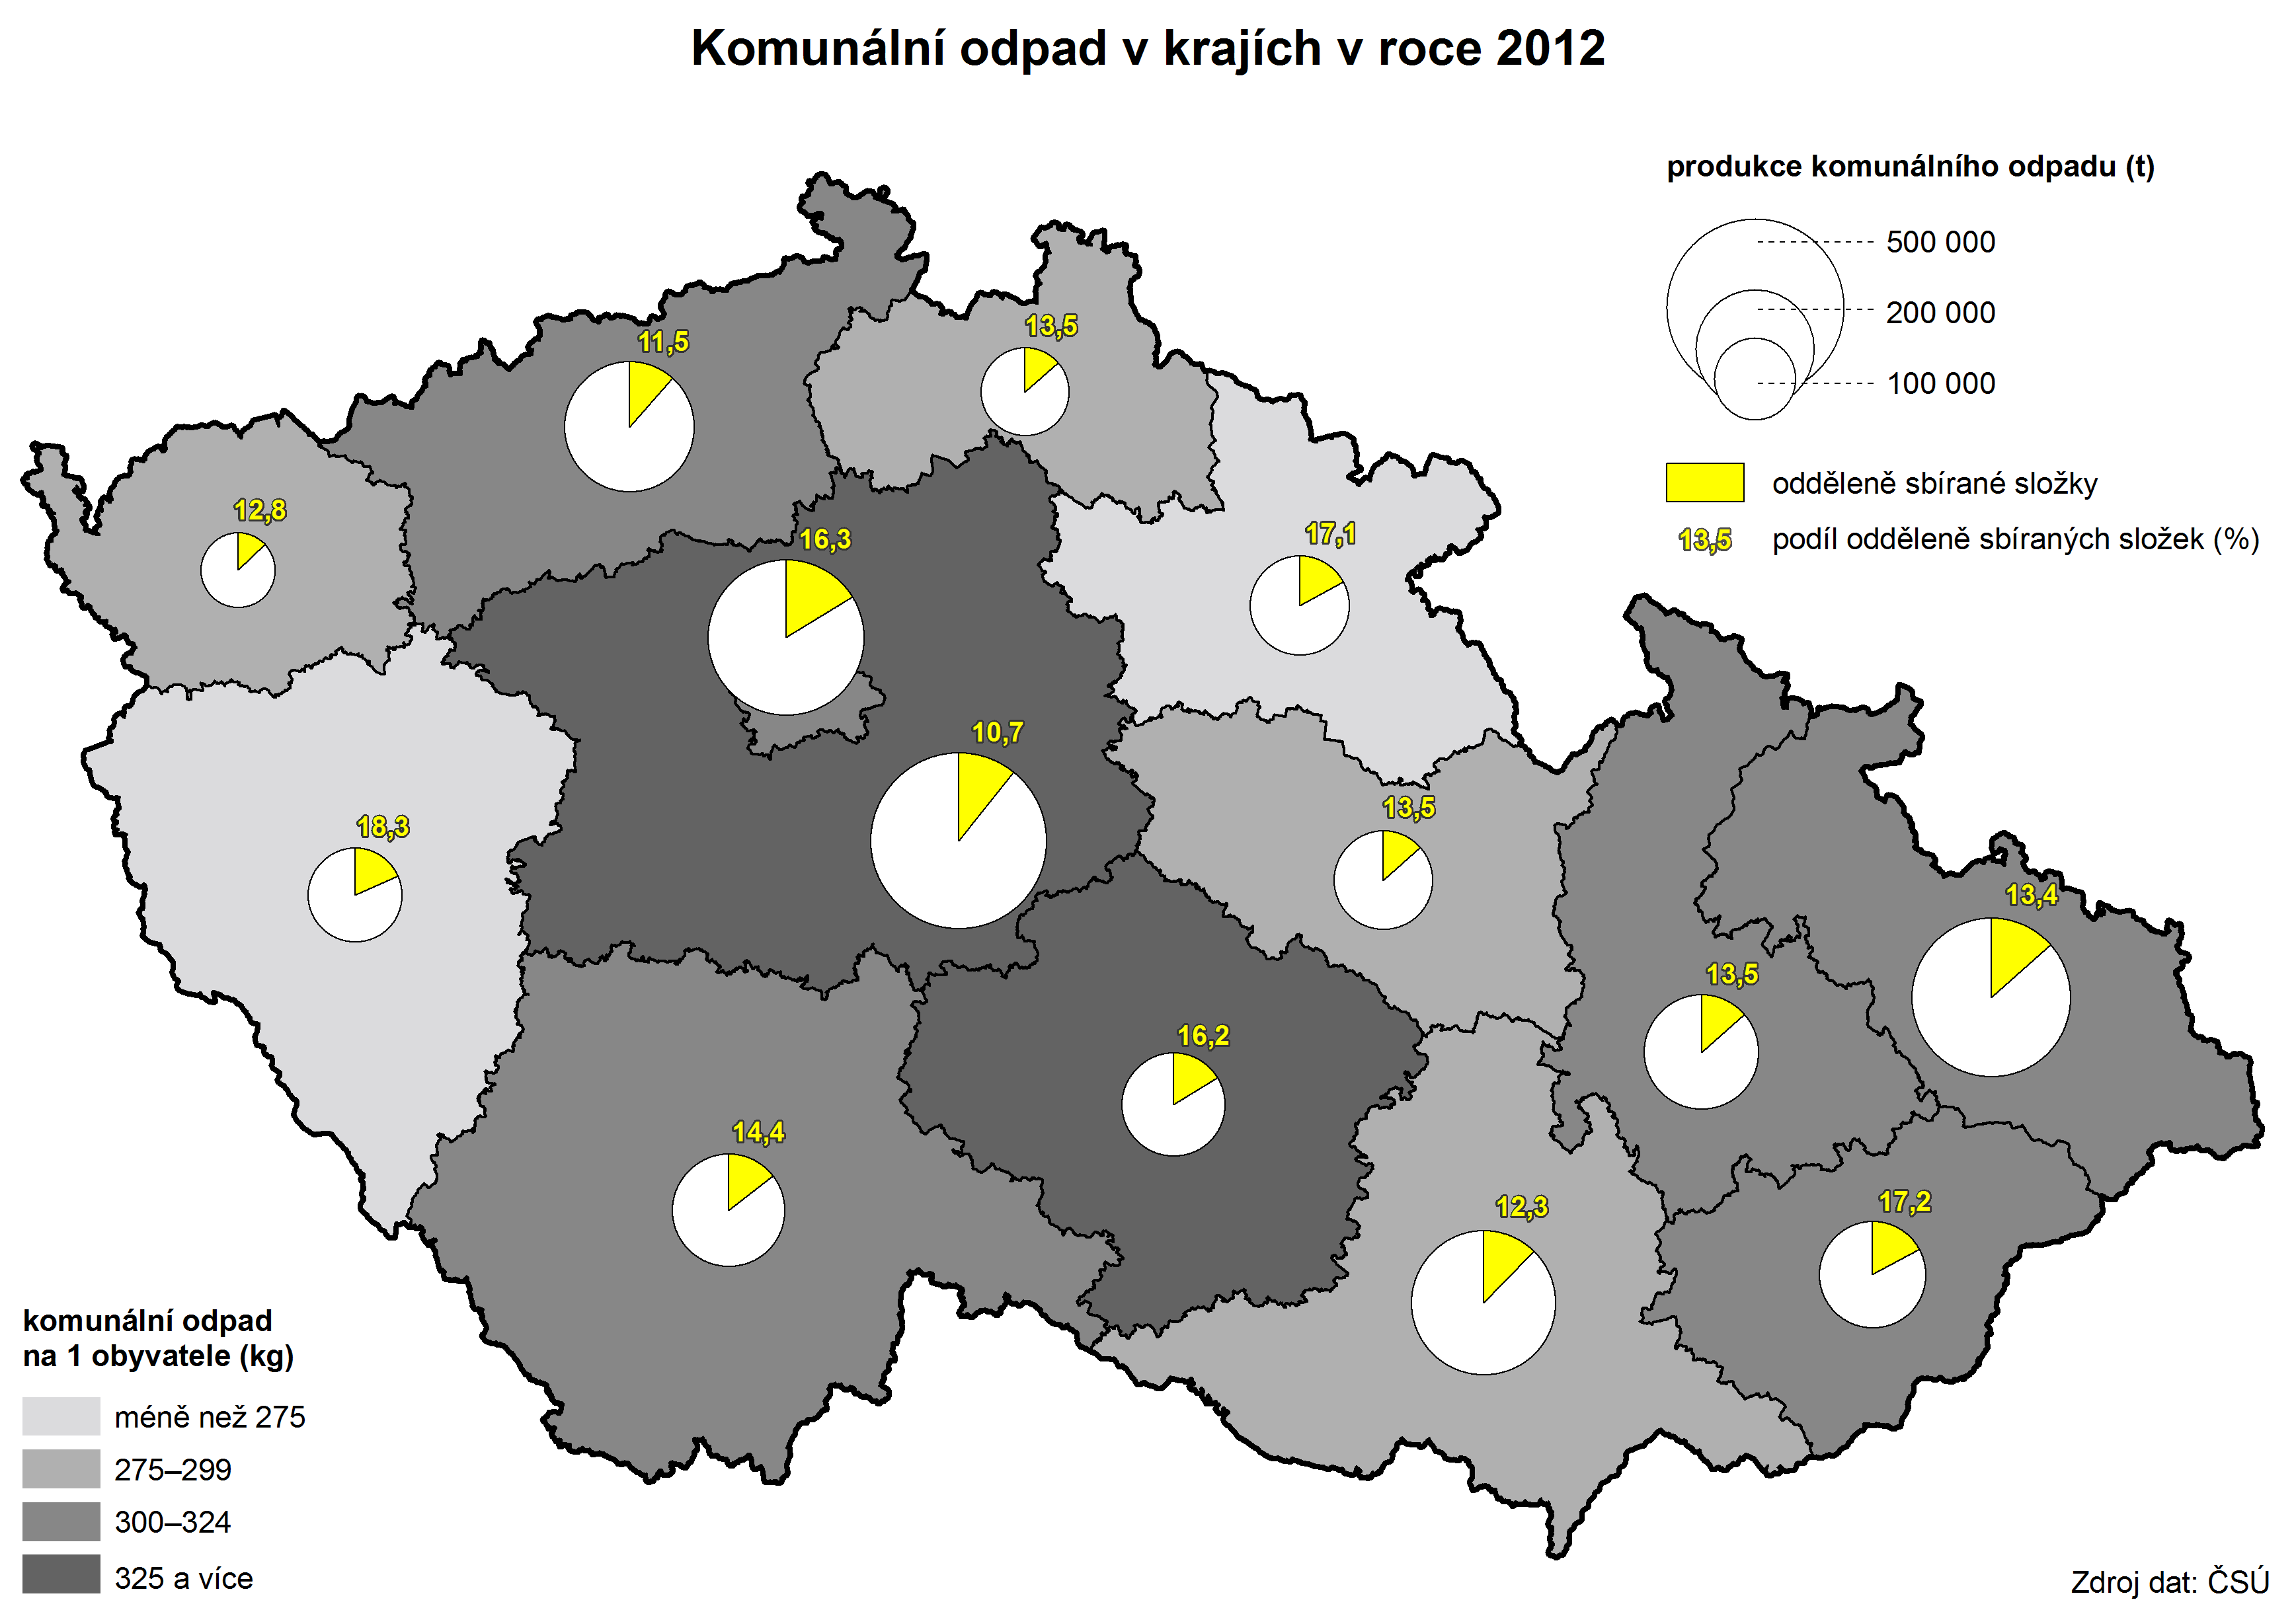 Komunální odpad v krajích v roce 2012
produkce komunálního odpadu (t)
500 000
200 000
100 000
odděleně sbírané složky
13,5 podíl odděleně sbíraných složek (%)
11,5
13,5
12,8
16,3
17,1
10,7
13,5
18,3
13,4
13,5
16,2
14,4
17,2
12,3
komunální odpad
na 1 obyvatele (kg)
méně než 275
275–299
300–324
325 a více
Zdroj dat: ČSÚ